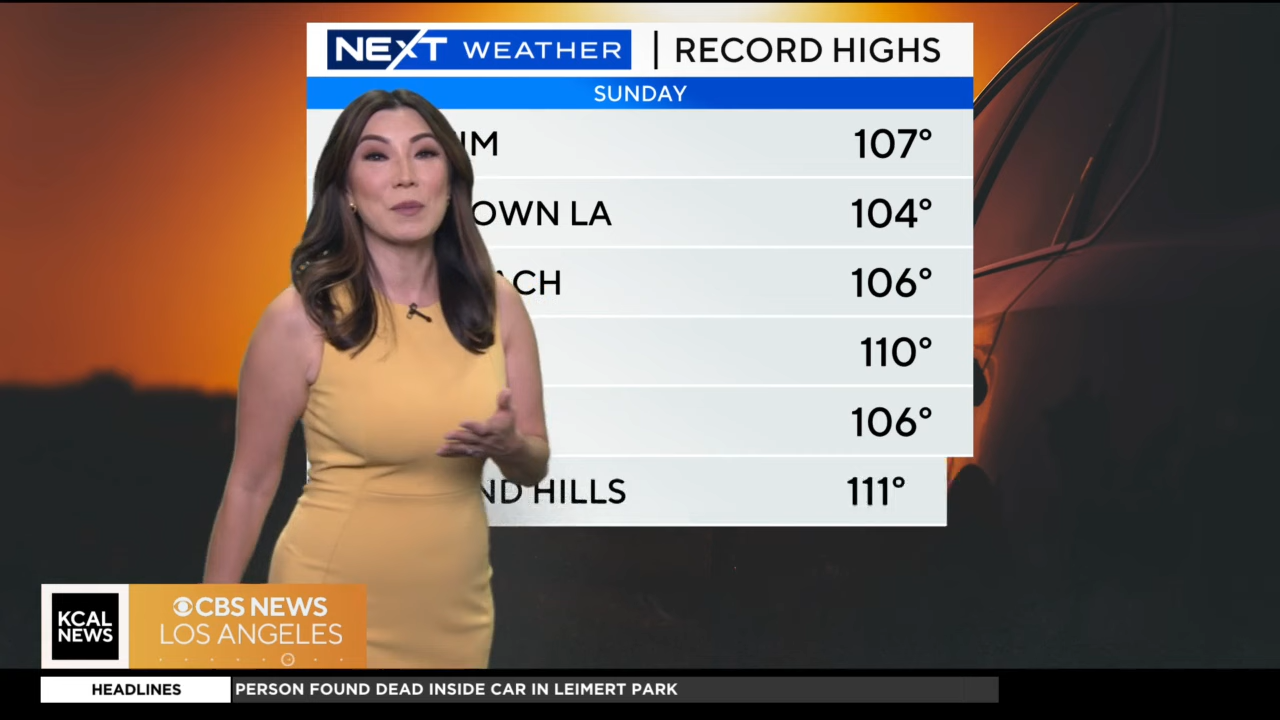 NEXT WEATHER | RECORD HIGHS
SUNDAY
IM 107°
OWN LA 104°
ACH 106°
110°
106°
ND HILLS 111°
KCAL NEWS
CBS NEWS
LOS ANGELES
HEADLINES PERSON FOUND DEAD INSIDE CAR IN LEIMERT PARK